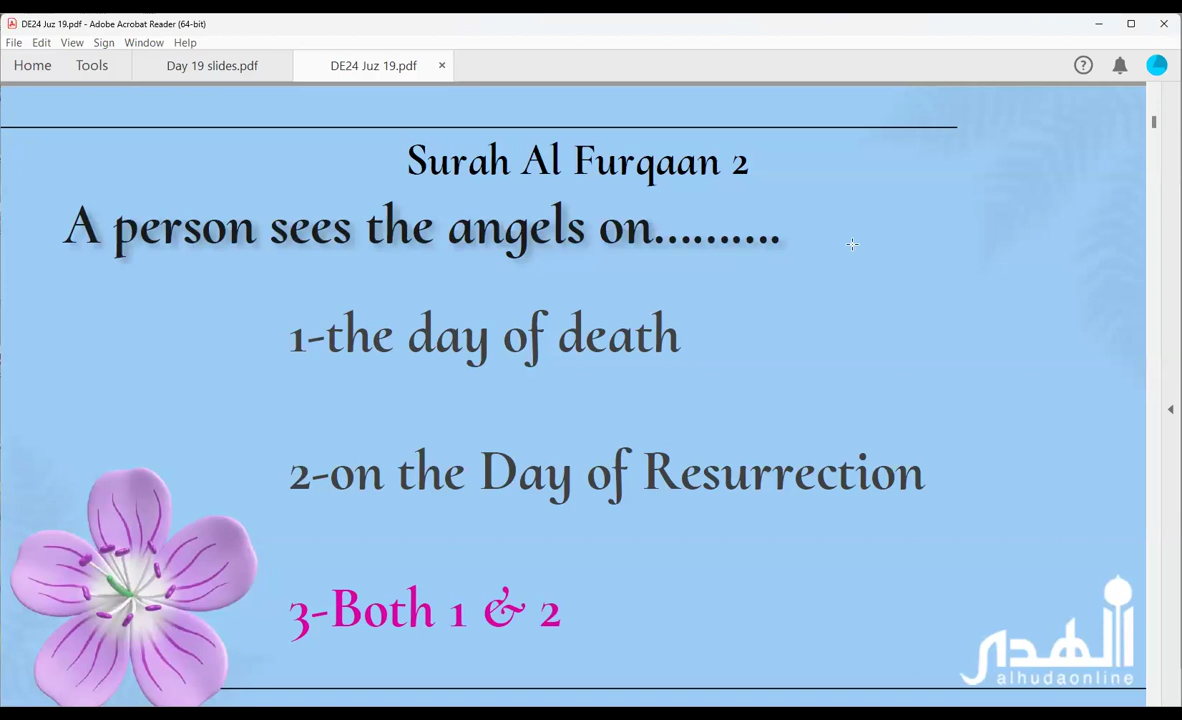 DE24 Juz 19.pdf - Adobe Acrobat Reader (64-bit)
File Edit View Sign Window Help
Home Tools Day 19 slides.pdf DE24 Juz 19.pdf ×
Surah Al Furqaan 2
A person sees the angels on..........
1-the day of death
2-on the Day of Resurrection
3-Both 1 & 2
الهدى
alhudaonline